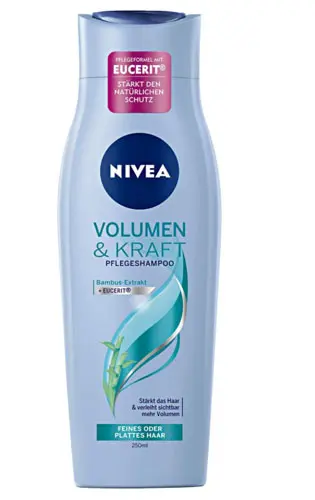 PFLEGEFORMEL MIT
EUCERIT®
STÄRKT DEN
NATÜRLICHEN
SCHUTZ
NIVEA
VOLUMEN
& KRAFT
PFLEGESHAMPOO
Bambus-Extrakt
+ EUCERIT®
Stärkt das Haar
& verleiht sichtbar
mehr Volumen
FEINES ODER
PLATTES HAAR
250ml